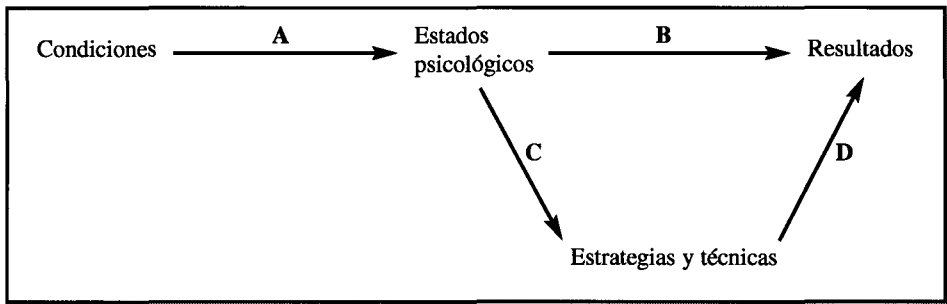 A
B
Condiciones
Estados
psicológicos
Resultados
C
D
Estrategias y técnicas